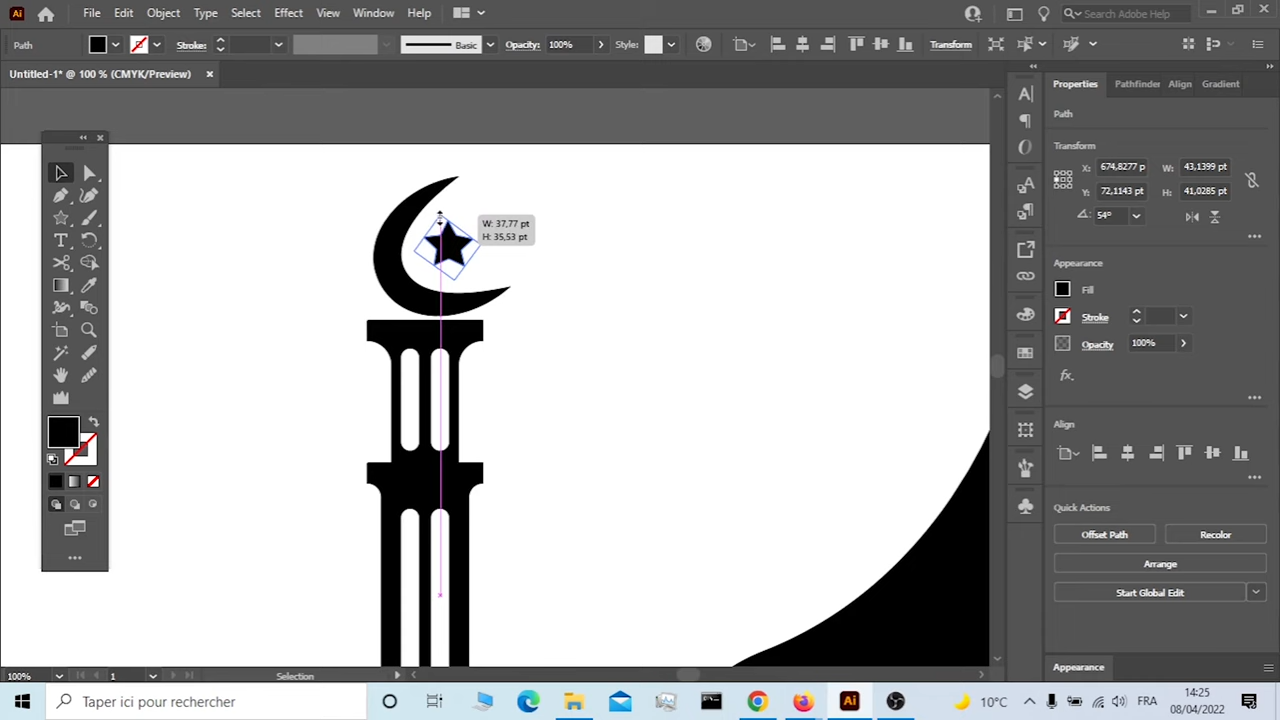 Ai File Edit Object Type Select Effect View Window Help Search Adobe Help
Path Stroke: Basic Opacity: 100% Style: Transform
Untitled-1* @ 100 % (CMYK/Preview)
Properties Pathfinder Align Gradient
Path
Transform
X: 674,8277 p W: 43,1399 pt
Y: 72,1143 pt H: 41,0285 pt
54°
W: 37,77 pt
H: 35,53 pt
Appearance
Fill
Stroke
Opacity 100%
fx
Align
Quick Actions
Offset Path Recolor
Arrange
Start Global Edit
Appearance
100% 1 Selection
Taper ici pour rechercher
Ai
10°C FRA 14:25
08/04/2022